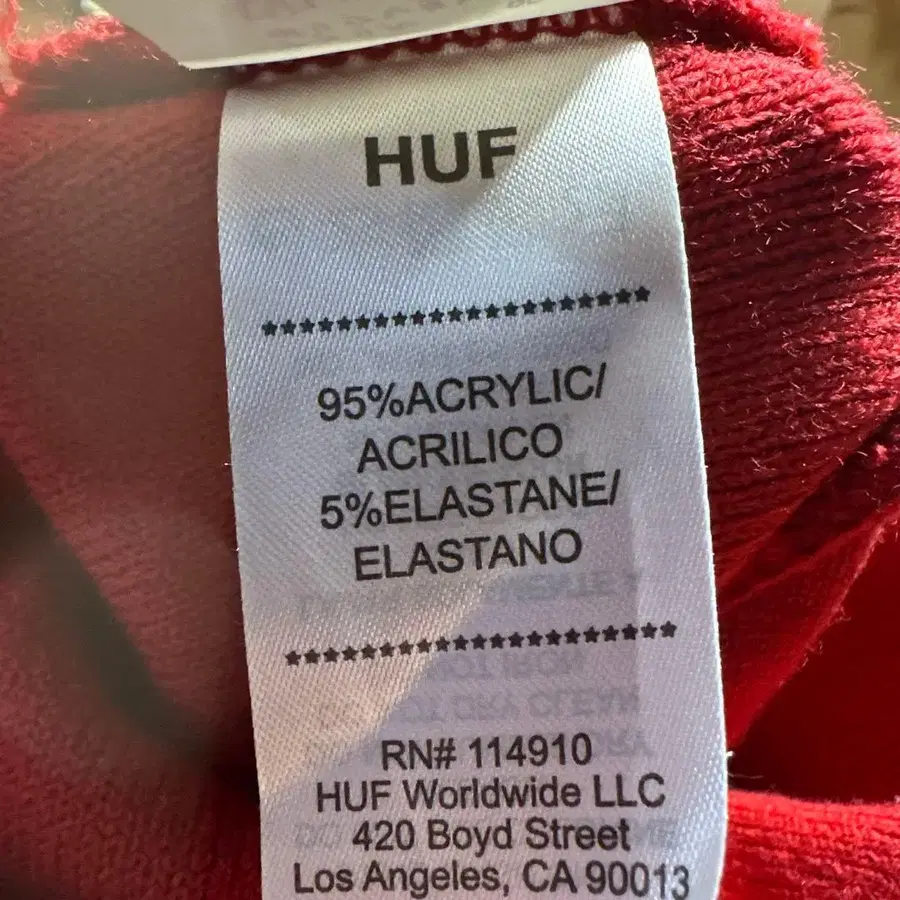 HUF
********************
95%ACRYLIC/
ACRILICO
5%ELASTANE/
ELASTANO
********************
RN# 114910
HUF Worldwide LLC
420 Boyd Street
Los Angeles, CA 90013